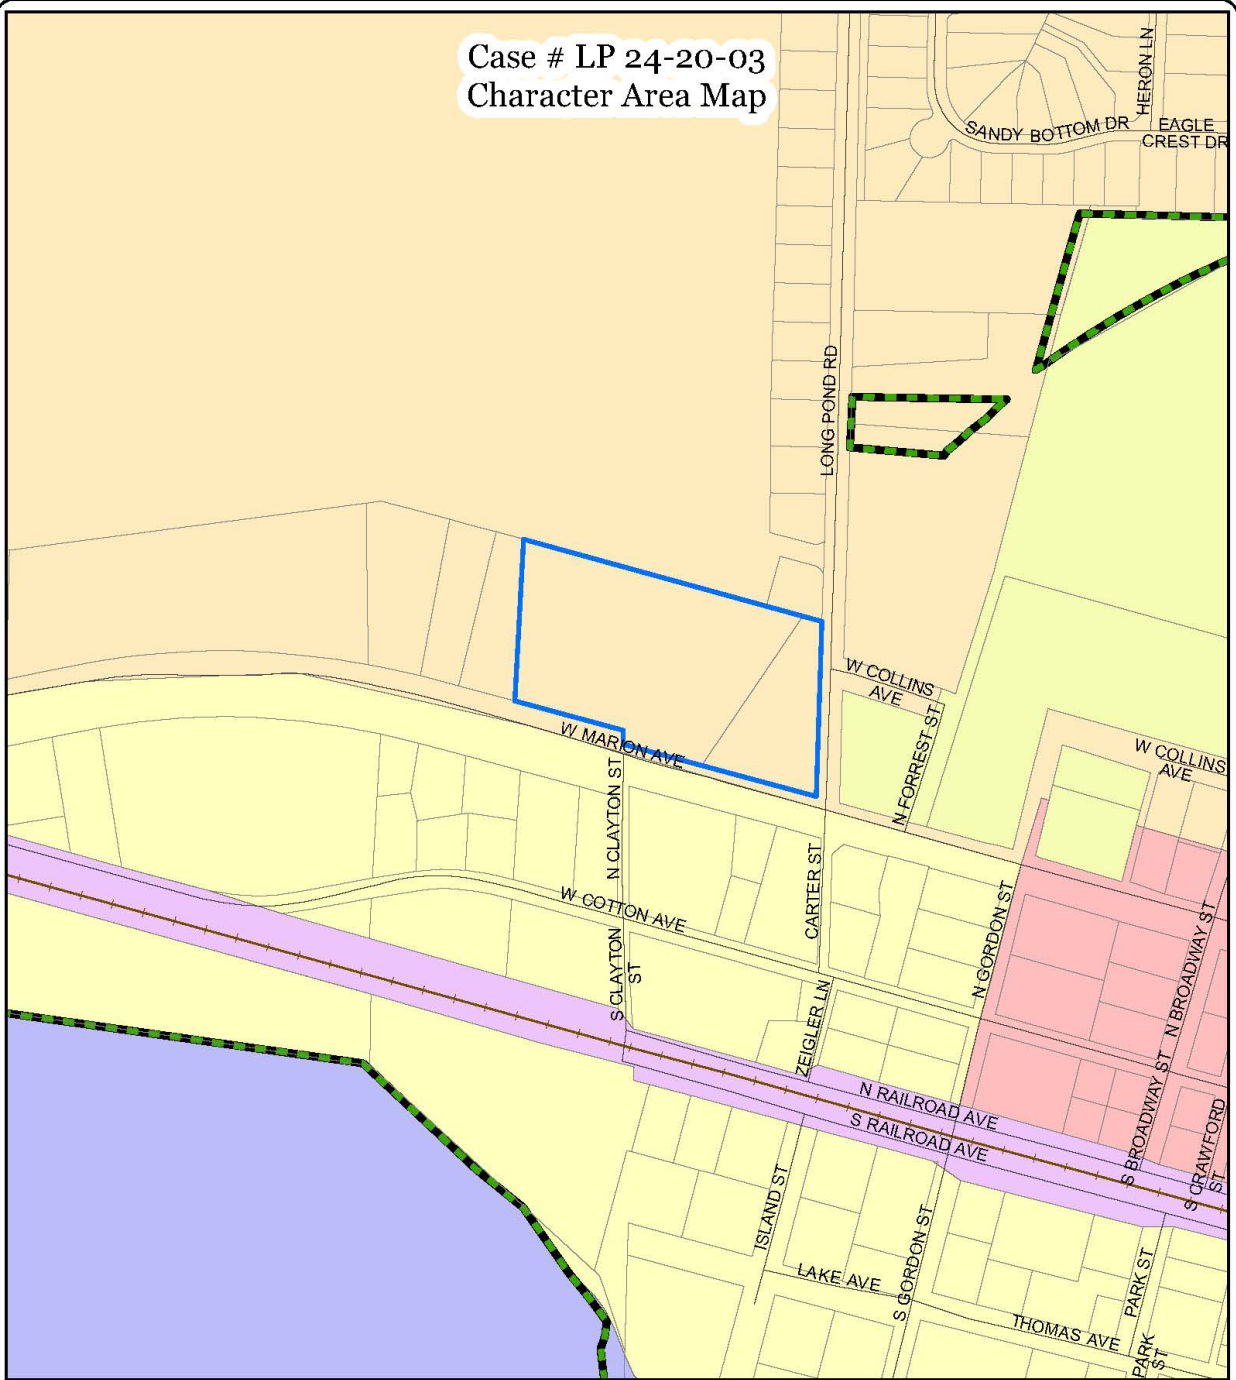 Case # LP 24-20-03
Character Area Map
HERON LN
SANDY BOTTOM DR
EAGLE
CREST DR
LONG POND RD
W COLLINS
AVE
N FORREST ST
W MARION AVE
W COLLINS
AVE
N CLAYTON ST
CARTER ST
W COTTON AVE
N GORDON ST
N BROADWAY ST
S CLAYTON
ST
ZEIGLER LN
N RAILROAD AVE
S RAILROAD AVE
S BROADWAY ST
S CRAWFORD
ST
ISLAND ST
S GORDON ST
LAKE AVE
PARK ST
THOMAS AVE
PARK
ST